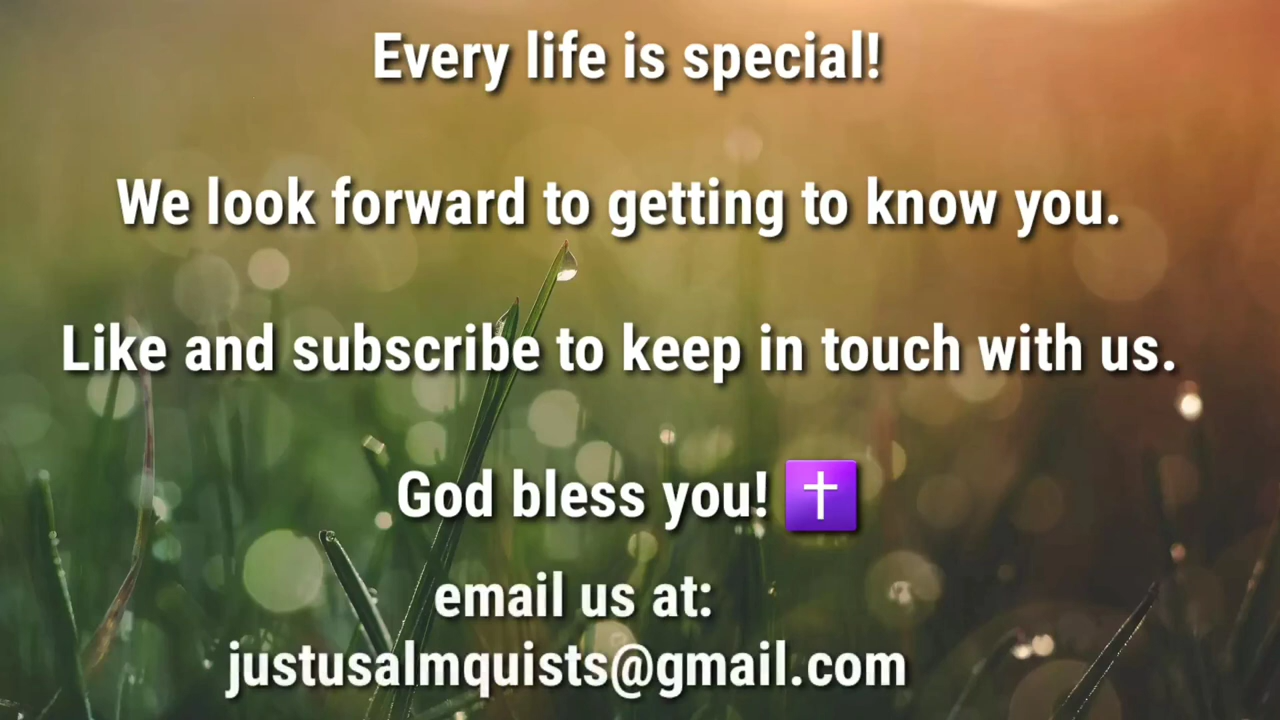 Every life is special!
We look forward to getting to know you.
Like and subscribe to keep in touch with us.
God bless you! ✝️
email us at:
justusalmquists@gmail.com